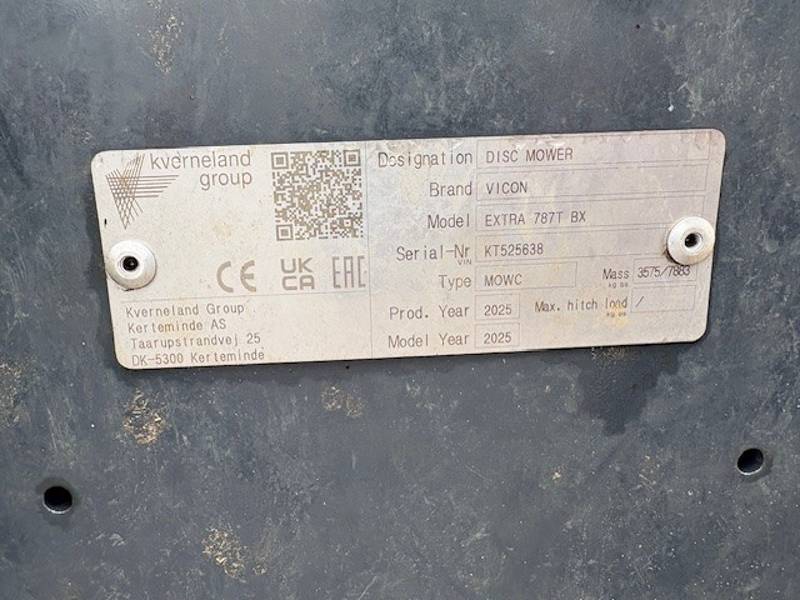 kverneland
group
CE
UK
CA
EAC
Kverneland Group
Kerteminde AS
Taarupstrandvej 25
DK-5300 Kerteminde
Designation DISC MOWER
Brand VICON
Model EXTRA 787T BX
Serial-Nr KT525638
VIN
Type MOWC Mass 3575/7883
kg lbs
Prod. Year 2025 Max. hitch load /
kg lbs
Model Year 2025